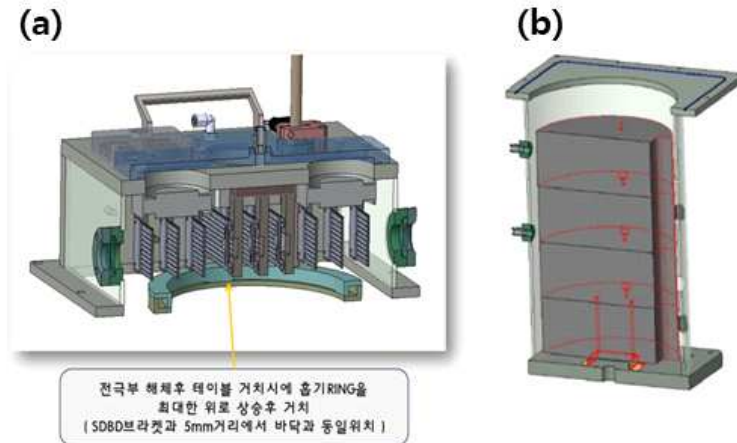 (a)
(b)
전극부 해체후 테이블 거치시에 흡기RING을
최대한 위로 상승후 거치
( SDBD브라켓과 5mm거리에서 바닥과 동일위치 )